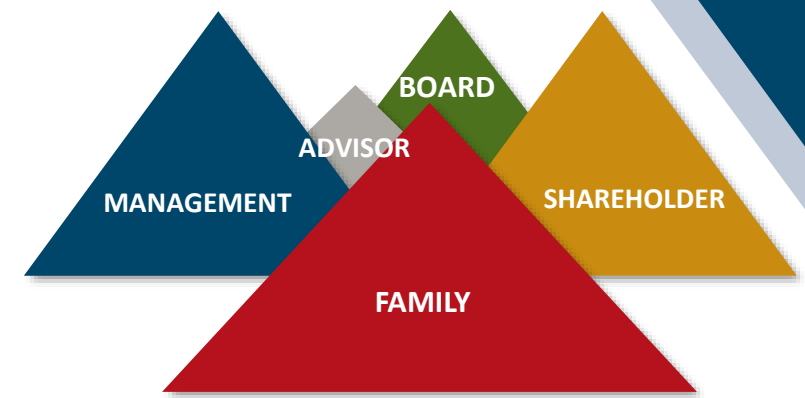 BOARD
ADVISOR
MANAGEMENT
SHAREHOLDER
FAMILY